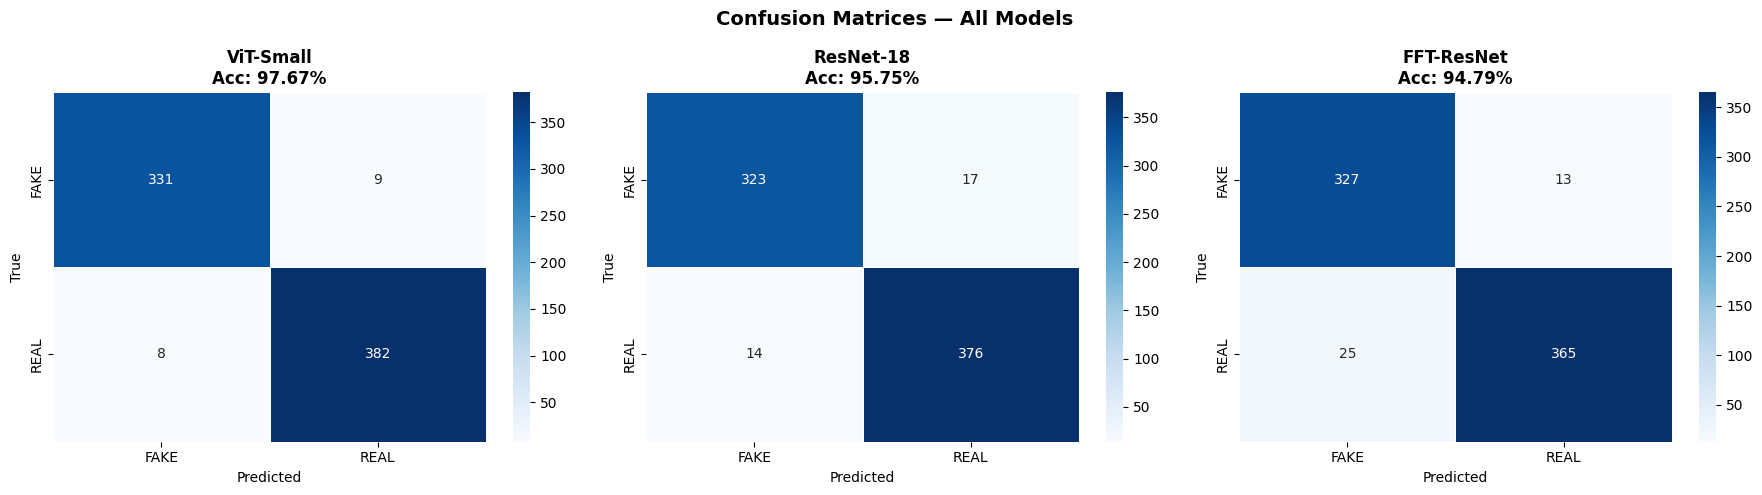 Confusion Matrices — All Models
ViT-Small
Acc: 97.67%
FAKE
REAL
True
331
9
8
382
FAKE
REAL
Predicted
350
300
250
200
150
100
50
ResNet-18
Acc: 95.75%
FAKE
REAL
True
323
17
14
376
FAKE
REAL
Predicted
350
300
250
200
150
100
50
FFT-ResNet
Acc: 94.79%
FAKE
REAL
True
327
13
25
365
FAKE
REAL
Predicted
350
300
250
200
150
100
50